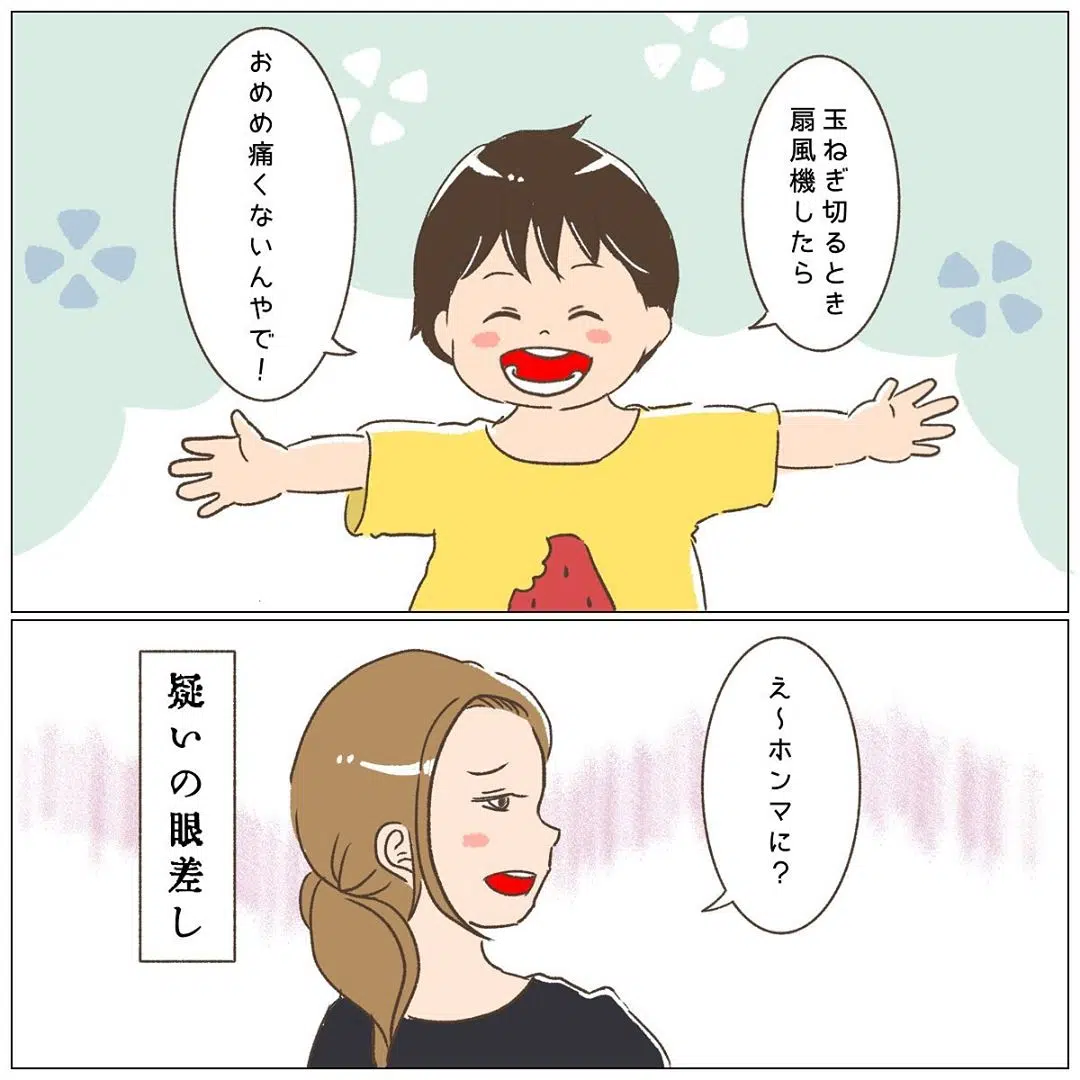 玉ねぎ切るとき
扇風機したら
おめめ痛くないんやで！
え～ホンマに？
疑いの眼差し